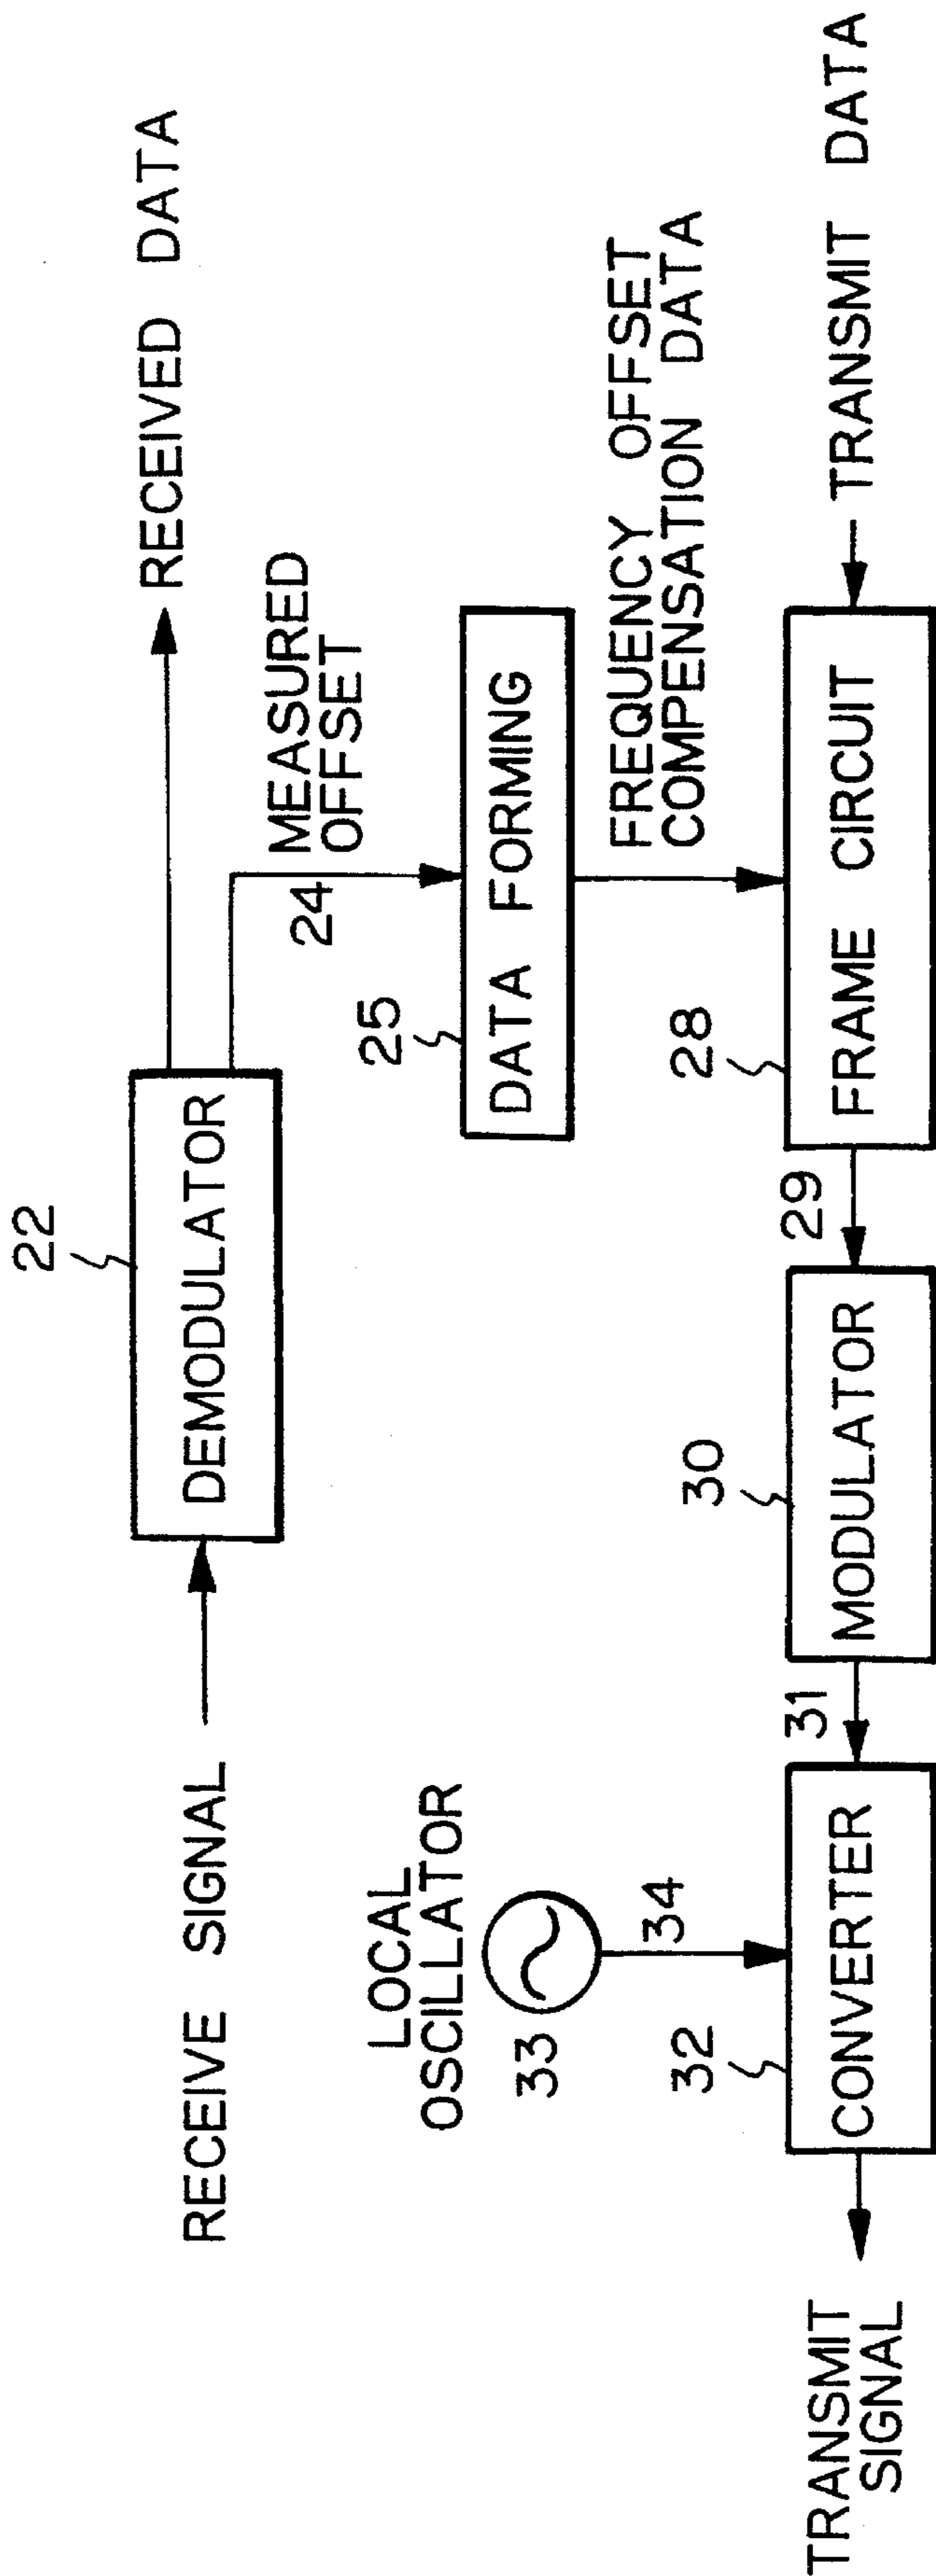 22
RECEIVE SIGNAL
DEMODULATOR
RECEIVED DATA
24
MEASURED
OFFSET
25
DATA FORMING
LOCAL
OSCILLATOR
33
34
FREQUENCY OFFSET
COMPENSATION DATA
32
30
28
TRANSMIT
SIGNAL
CONVERTER
31
MODULATOR
29
FRAME CIRCUIT
TRANSMIT DATA